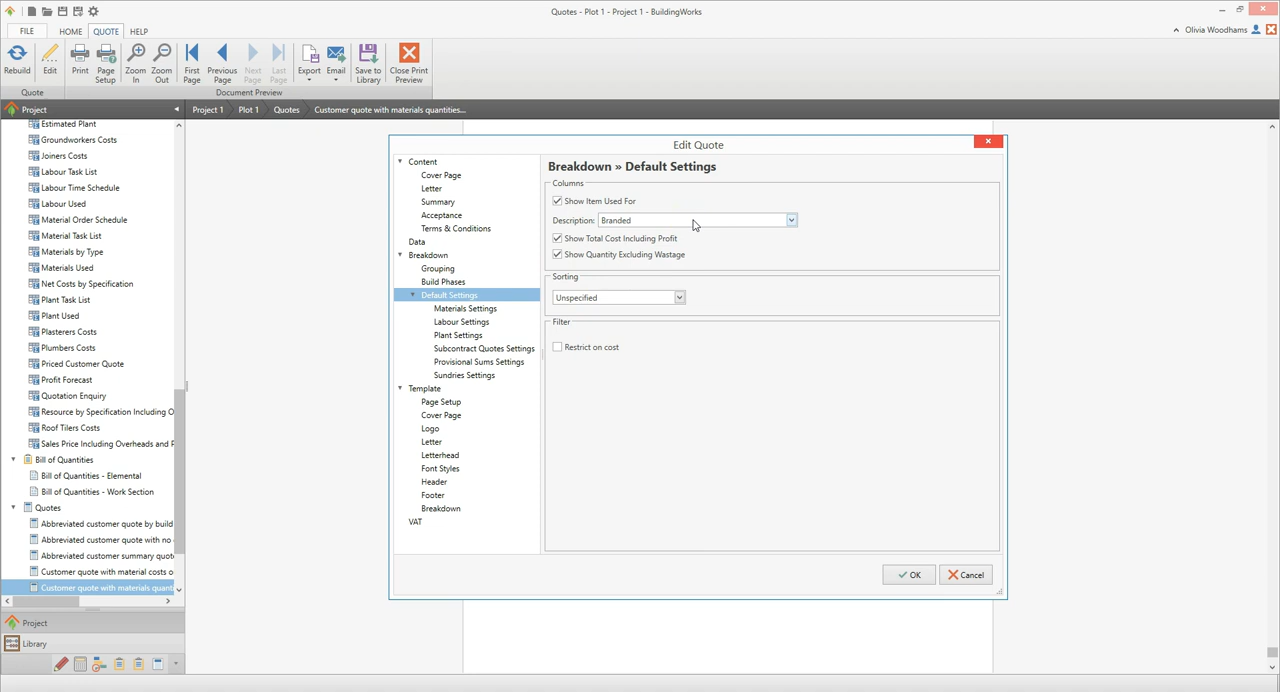 Quotes - Plot 1 - Project 1 - BuildingWorks
FILE HOME QUOTE HELP
Olivia Woodhams
Rebuild Edit Print Page Setup Zoom In Zoom Out First Page Previous Page Next Page Last Page Export Email Save to Library Close Print Preview
Quote Document Preview
Project Project 1 Plot 1 Quotes Customer quote with materials quantities...
Estimated Plant
Groundworkers Costs
Joiners Costs
Labour Task List
Labour Time Schedule
Labour Used
Material Order Schedule
Material Task List
Materials by Type
Materials Used
Net Costs by Specification
Plant Task List
Plant Used
Plasterers Costs
Plumbers Costs
Priced Customer Quote
Profit Forecast
Quotation Enquiry
Resource by Specification Including O
Roof Tilers Costs
Sales Price Including Overheads and P
Bill of Quantities
Bill of Quantities - Elemental
Bill of Quantities - Work Section
Quotes
Abbreviated customer quote by build
Abbreviated customer quote with no
Abbreviated customer summary quot
Customer quote with material costs o
Customer quote with materials quant
Project
Library
Edit Quote
Content
Cover Page
Letter
Summary
Acceptance
Terms & Conditions
Data
Breakdown
Grouping
Build Phases
Default Settings
Materials Settings
Labour Settings
Plant Settings
Subcontract Quotes Settings
Provisional Sums Settings
Sundries Settings
Template
Page Setup
Cover Page
Logo
Letter
Letterhead
Font Styles
Header
Footer
Breakdown
VAT
Breakdown » Default Settings
Columns
Show Item Used For
Description: Branded
Show Total Cost Including Profit
Show Quantity Excluding Wastage
Sorting
Unspecified
Filter
Restrict on cost
OK Cancel